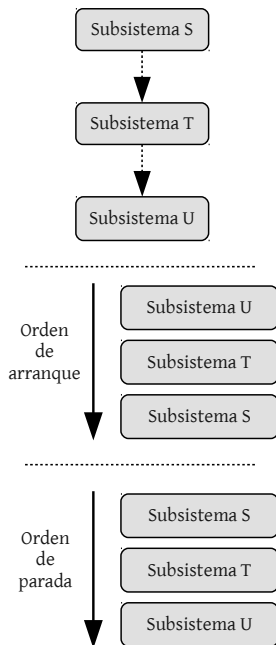 Subsistema S
Subsistema T
Subsistema U
Orden
de
arranque
Subsistema U
Subsistema T
Subsistema S
Orden
de
parada
Subsistema S
Subsistema T
Subsistema U